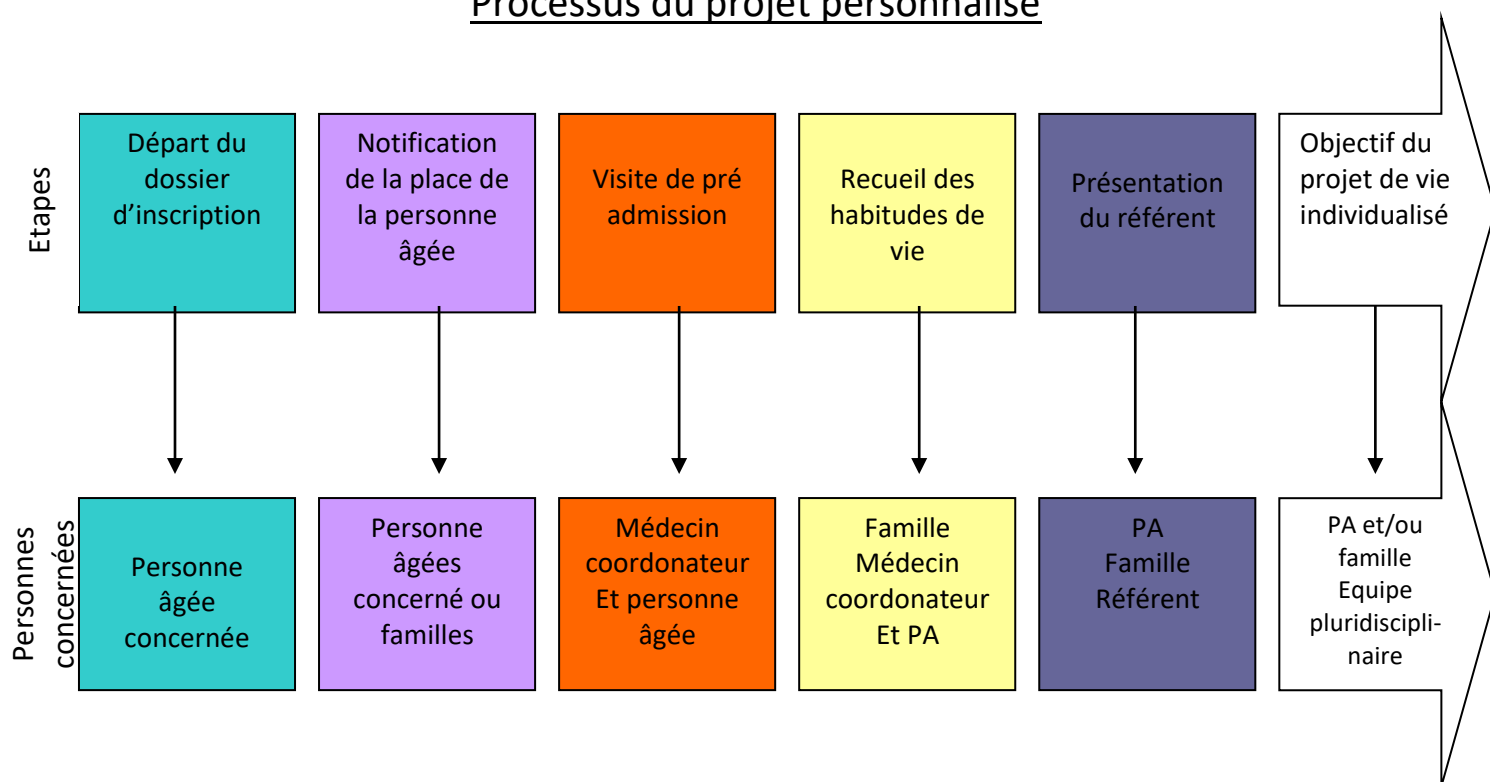 Processus du projet personnalisé
Etapes
Départ du
dossier
d’inscription
Notification
de la place de
la personne
âgée
Visite de pré
admission
Recueil des
habitudes de
vie
Présentation
du référent
Objectif du
projet de vie
individualisé
Personnes
concernées
Personne
âgée
concernée
Personne
âgées
concerné ou
familles
Médecin
coordonateur
Et personne
âgée
Famille
Médecin
coordonateur
Et PA
PA
Famille
Référent
PA et/ou
famille
Equipe
pluridiscipli-
naire